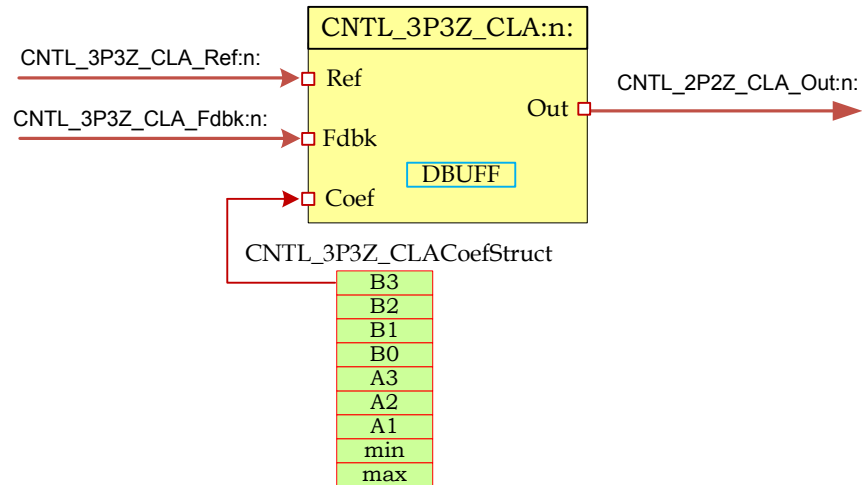 CNTL_3P3Z_CLA:n:
CNTL_3P3Z_CLA_Ref:n:
Ref
CNTL_2P2Z_CLA_Out:n:
Out
CNTL_3P3Z_CLA_Fdbk:n:
Fdbk
DBUFF
Coef
CNTL_3P3Z_CLACoefStruct
B3
B2
B1
B0
A3
A2
A1
min
max